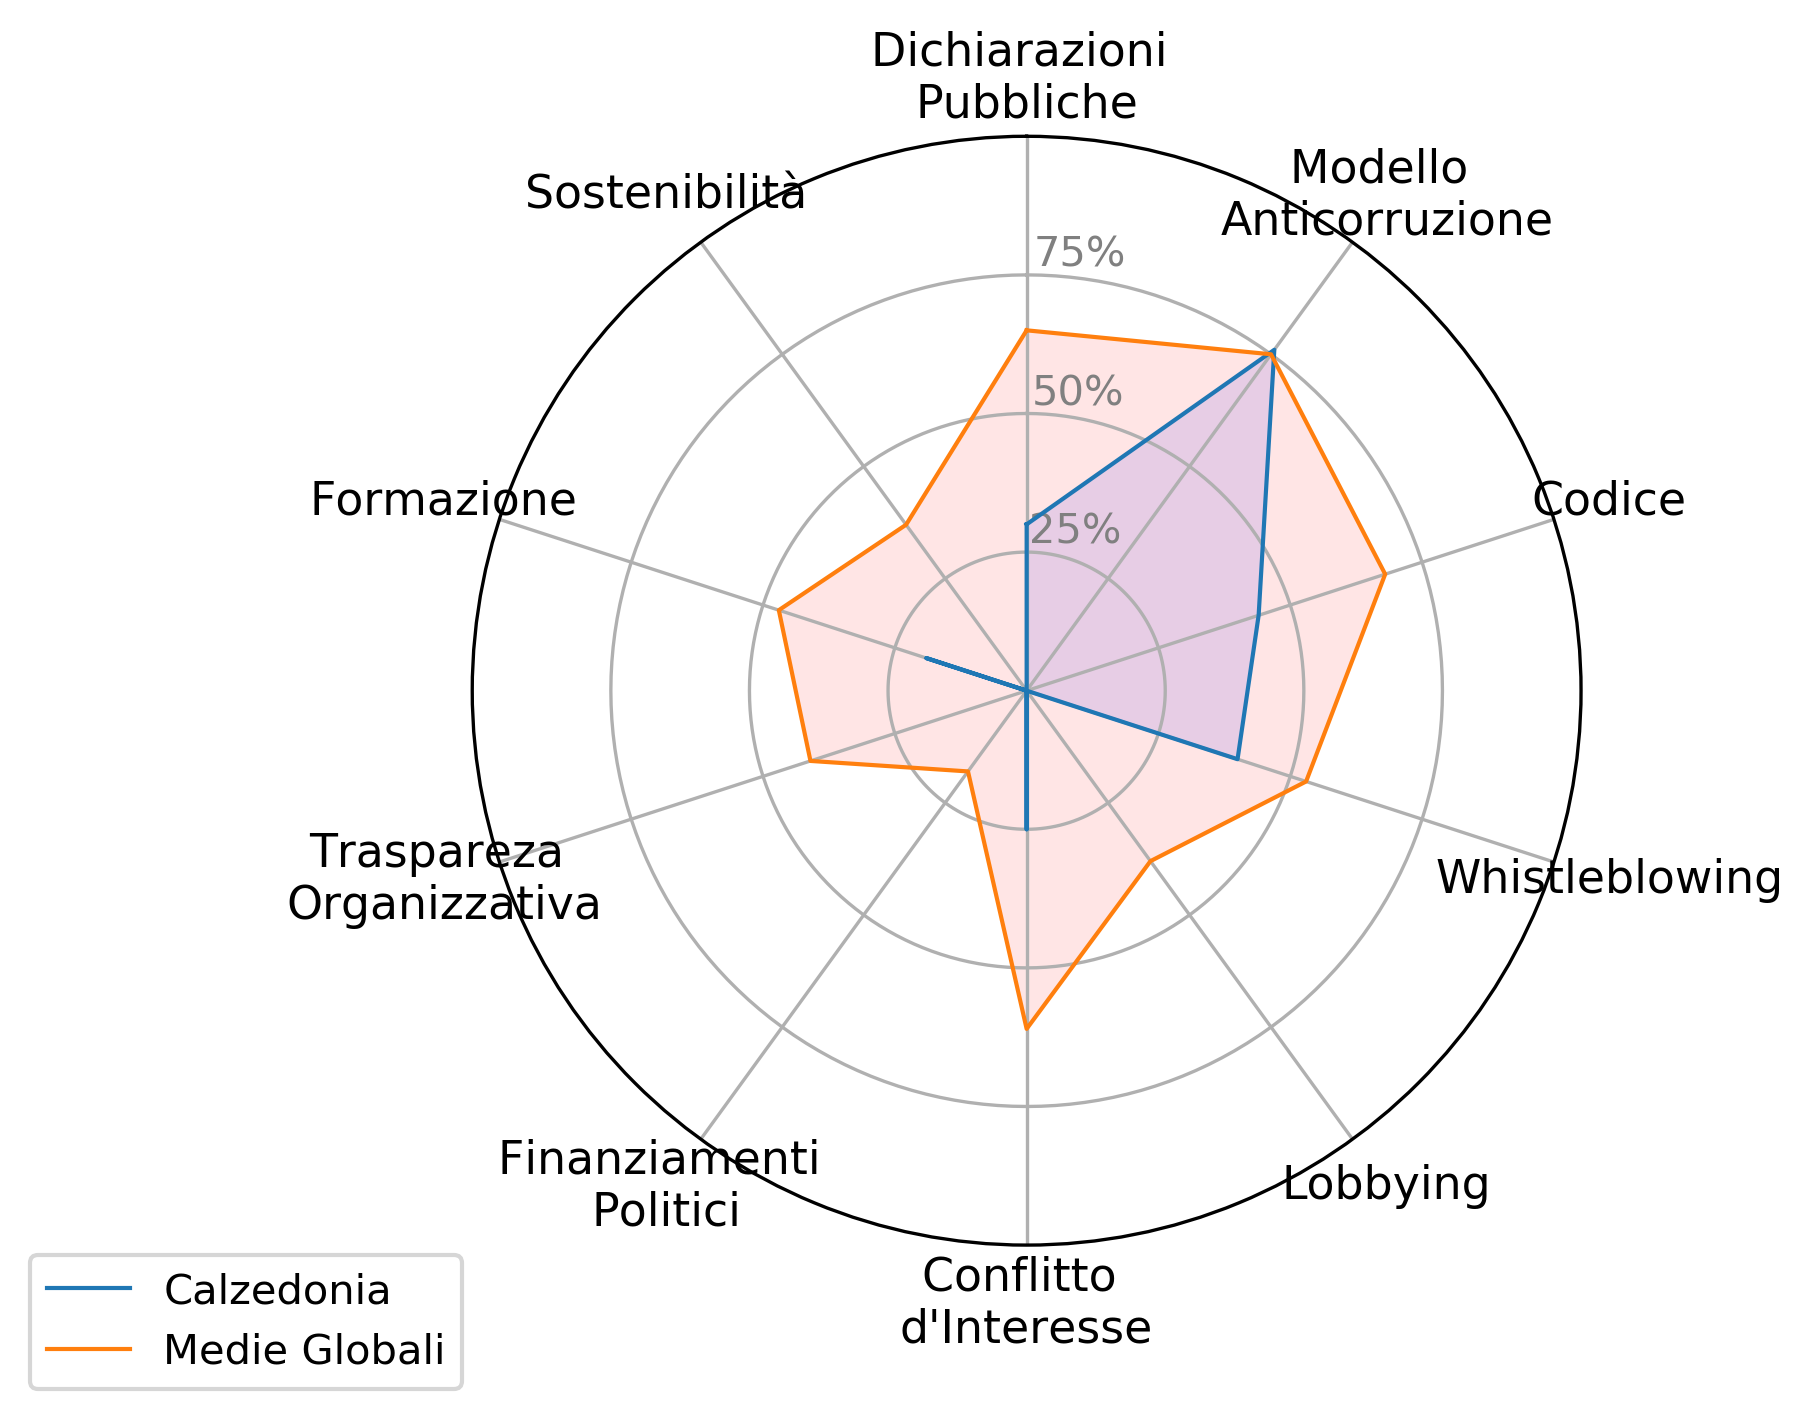 Dichiarazioni
Pubbliche
Modello
Anticorruzione
Sostenibilità
75%
50%
25%
Formazione
Codice
Traspareza
Organizzativa
Whistleblowing
Finanziamenti
Politici
Lobbying
Conflitto
d'Interesse
Calzedonia
Medie Globali